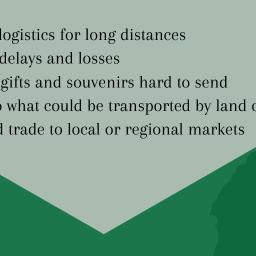 logistics for long distances
delays and losses
gifts and souvenirs hard to send
what could be transported by land
trade to local or regional markets